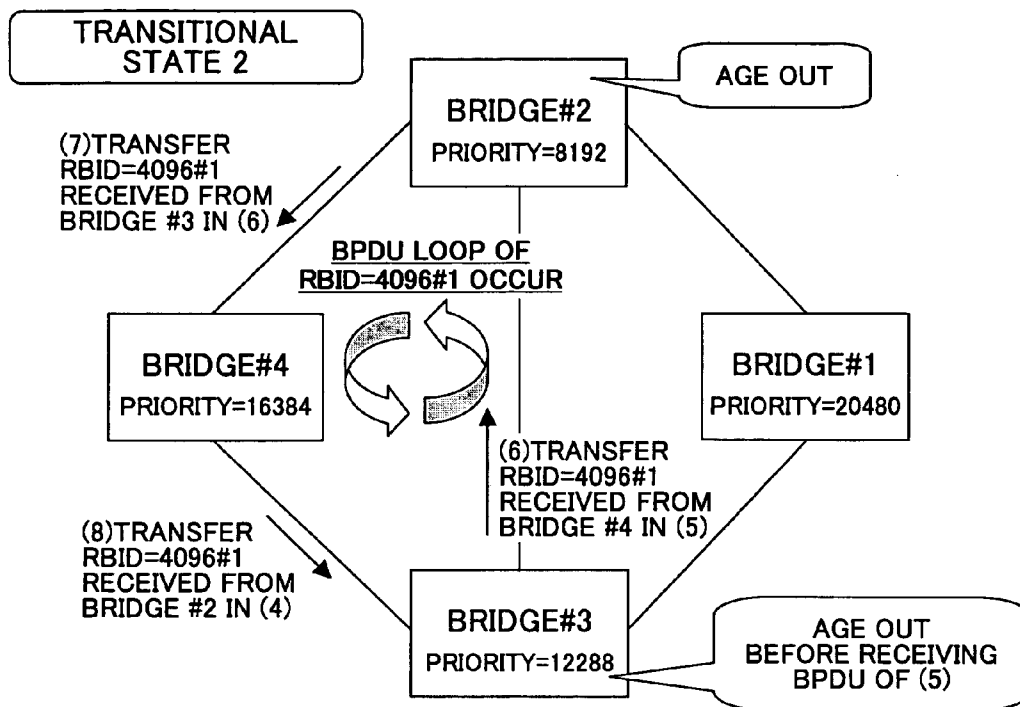 TRANSITIONAL
STATE 2
AGE OUT
BRIDGE#2
PRIORITY=8192
(7)TRANSFER
RBID=4096#1
RECEIVED FROM
BRIDGE #3 IN (6)
BPDU LOOP OF
RBID=4096#1 OCCUR
BRIDGE#4
PRIORITY=16384
BRIDGE#1
PRIORITY=20480
(6)TRANSFER
RBID=4096#1
RECEIVED FROM
BRIDGE #4 IN (5)
(8)TRANSFER
RBID=4096#1
RECEIVED FROM
BRIDGE #2 IN (4)
BRIDGE#3
PRIORITY=12288
AGE OUT
BEFORE RECEIVING
BPDU OF (5)